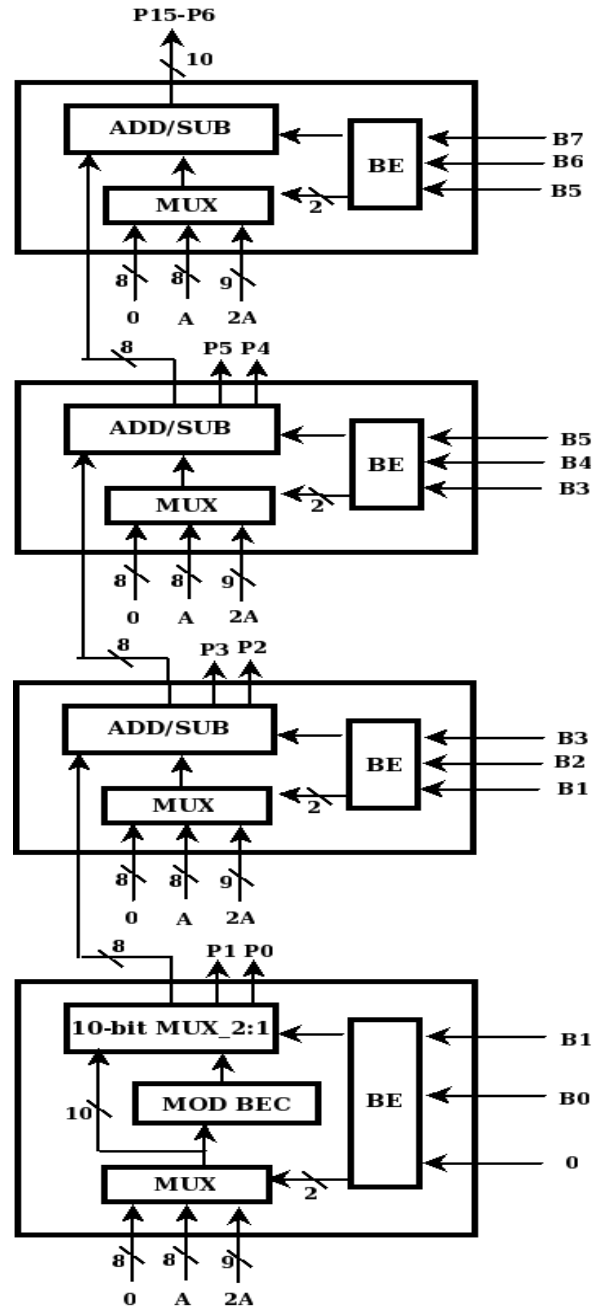 P15-P6
10
ADD/SUB
BE
B7
B6
B5
MUX
2
8 8 9
0 A 2A
8
P5 P4
ADD/SUB
BE
B5
B4
B3
MUX
2
8 8 9
0 A 2A
8
P3 P2
ADD/SUB
BE
B3
B2
B1
MUX
2
8 8 9
0 A 2A
8
P1 P0
10-bit MUX_2:1
B1
MOD BEC
BE
B0
10
MUX
2
0
8 8 9
0 A 2A